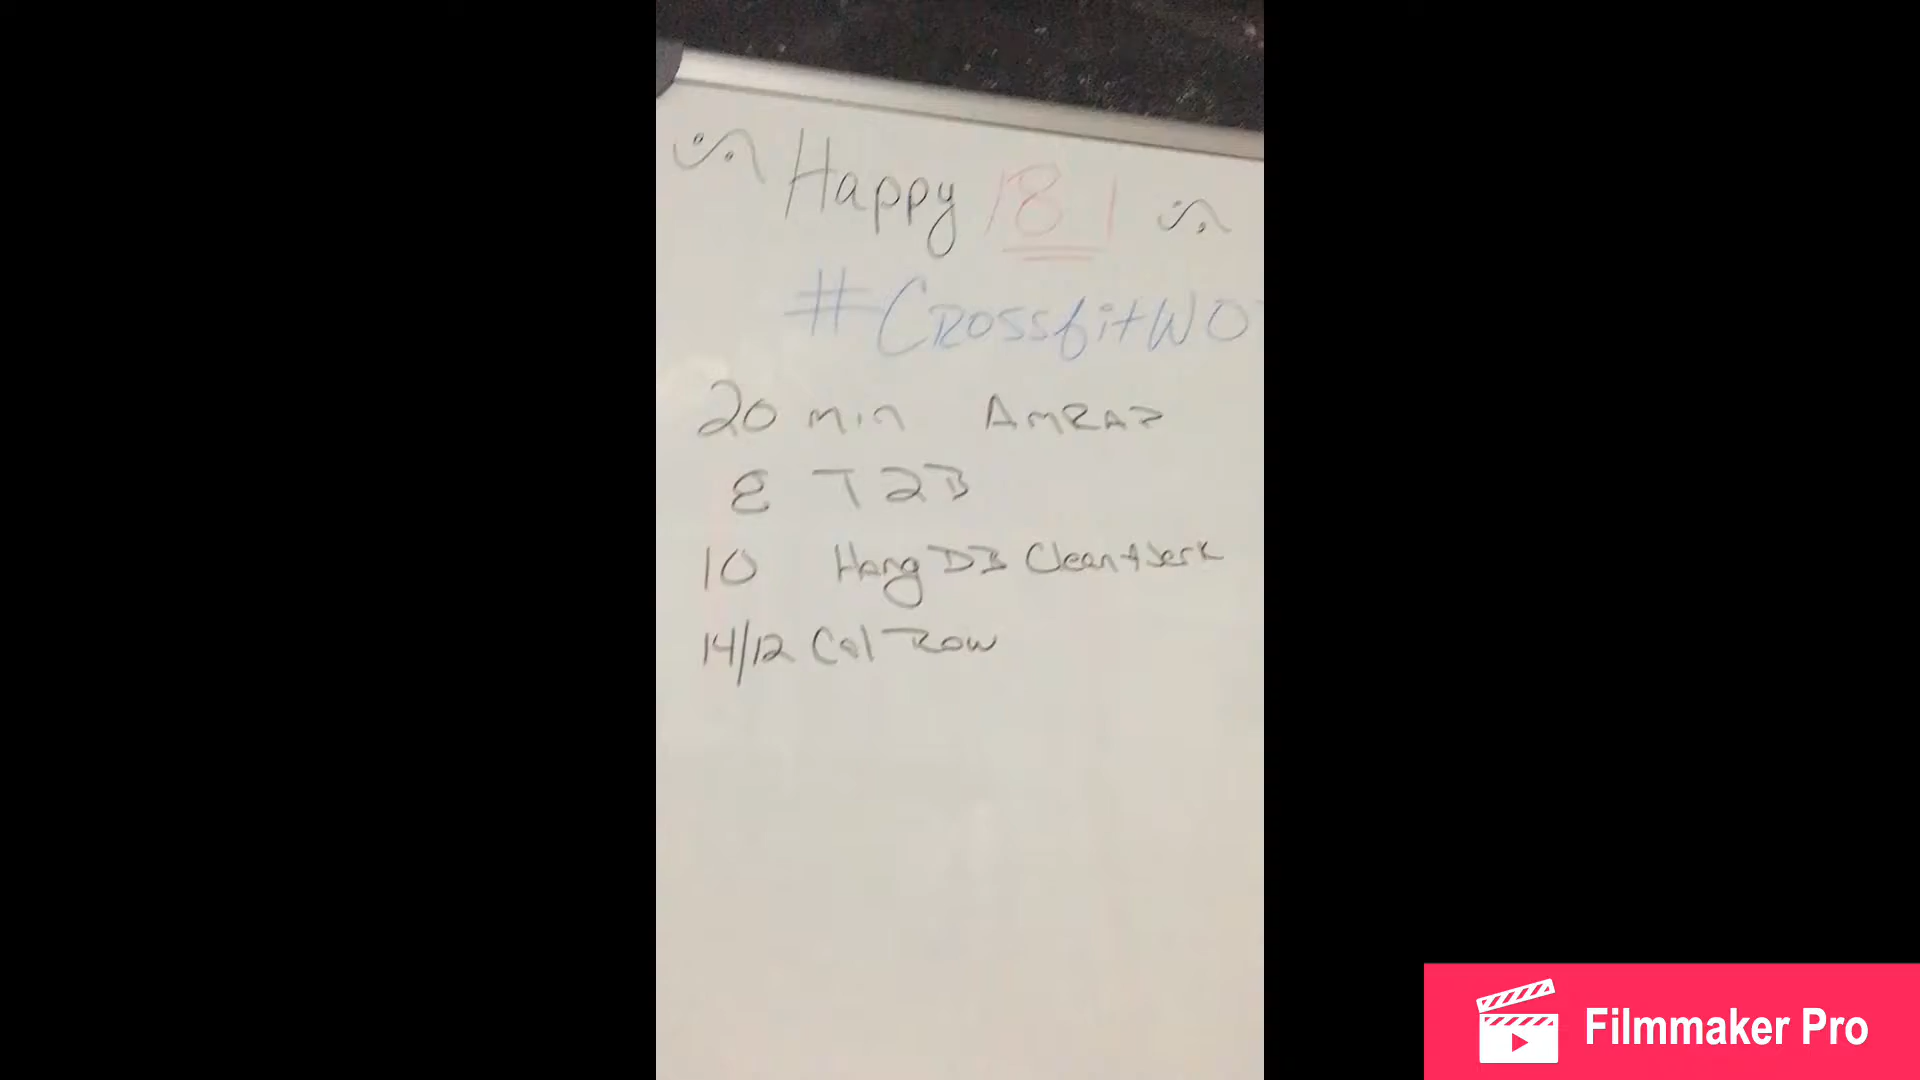 Happy 18.1
#CrossfitWO
20 min AMRAP
8 T2B
10 Hang DB Clean+Jerk
14/12 Cal Row
Filmmaker Pro